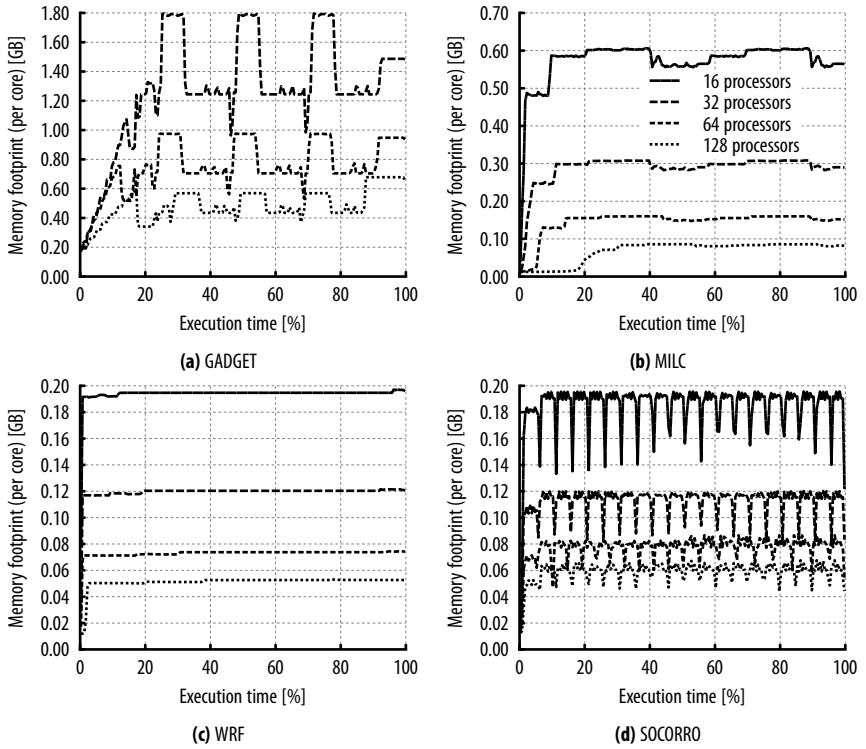 Memory footprint (per core) [GB]
1.80
1.60
1.40
1.20
1.00
0.80
0.60
0.40
0.20
0.00
0 20 40 60 80 100
Execution time [%]
(a) GADGET
Memory footprint (per core) [GB]
0.70
0.60
0.50
0.40
0.30
0.20
0.10
0.00
16 processors
32 processors
64 processors
128 processors
0 20 40 60 80 100
Execution time [%]
(b) MILC
Memory footprint (per core) [GB]
0.20
0.18
0.16
0.14
0.12
0.10
0.08
0.06
0.04
0.02
0.00
0 20 40 60 80 100
Execution time [%]
(c) WRF
Memory footprint (per core) [GB]
0.20
0.18
0.16
0.14
0.12
0.10
0.08
0.06
0.04
0.02
0.00
0 20 40 60 80 100
Execution time [%]
(d) SOCORRO